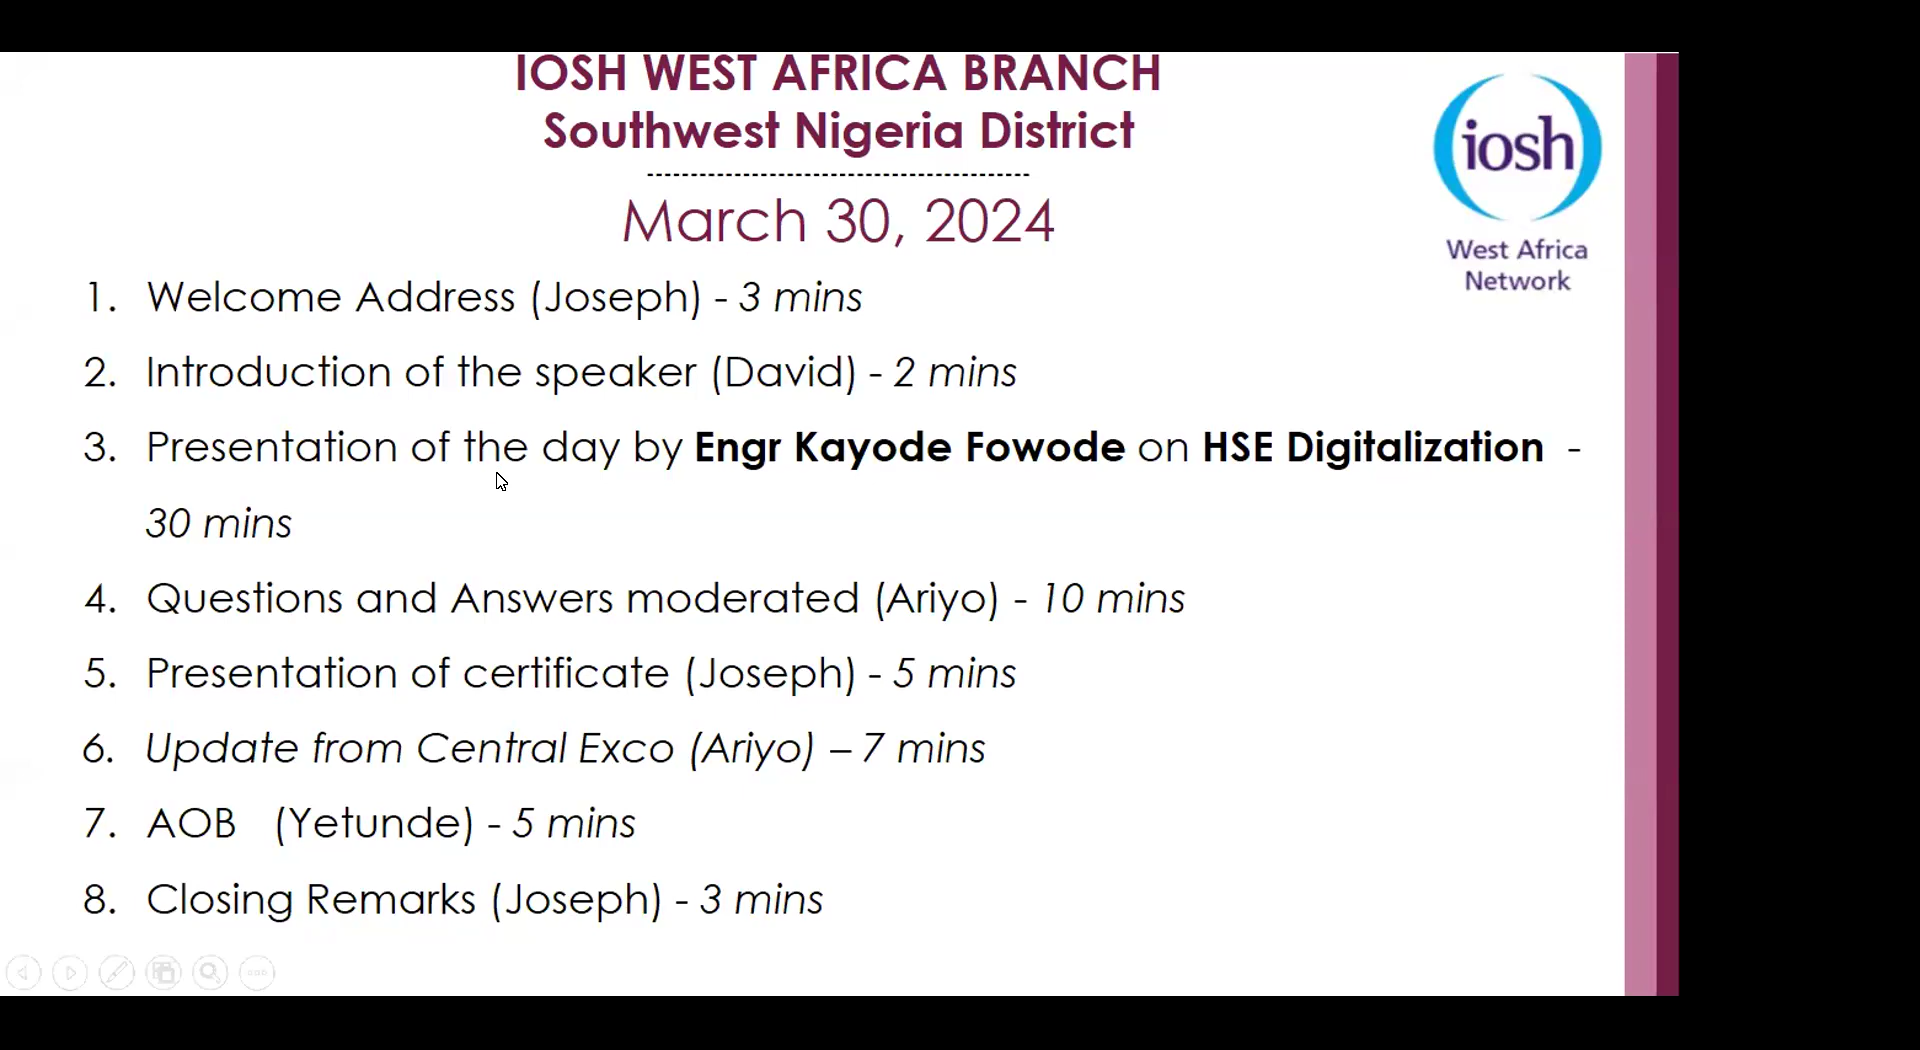 IOSH WEST AFRICA BRANCH
Southwest Nigeria District
---------------------------------------------
March 30, 2024
iosh
West Africa
Network
1. Welcome Address (Joseph) - 3 mins
2. Introduction of the speaker (David) - 2 mins
3. Presentation of the day by Engr Kayode Fowode on HSE Digitalization -
30 mins
4. Questions and Answers moderated (Ariyo) - 10 mins
5. Presentation of certificate (Joseph) - 5 mins
6. Update from Central Exco (Ariyo) – 7 mins
7. AOB (Yetunde) - 5 mins
8. Closing Remarks (Joseph) - 3 mins